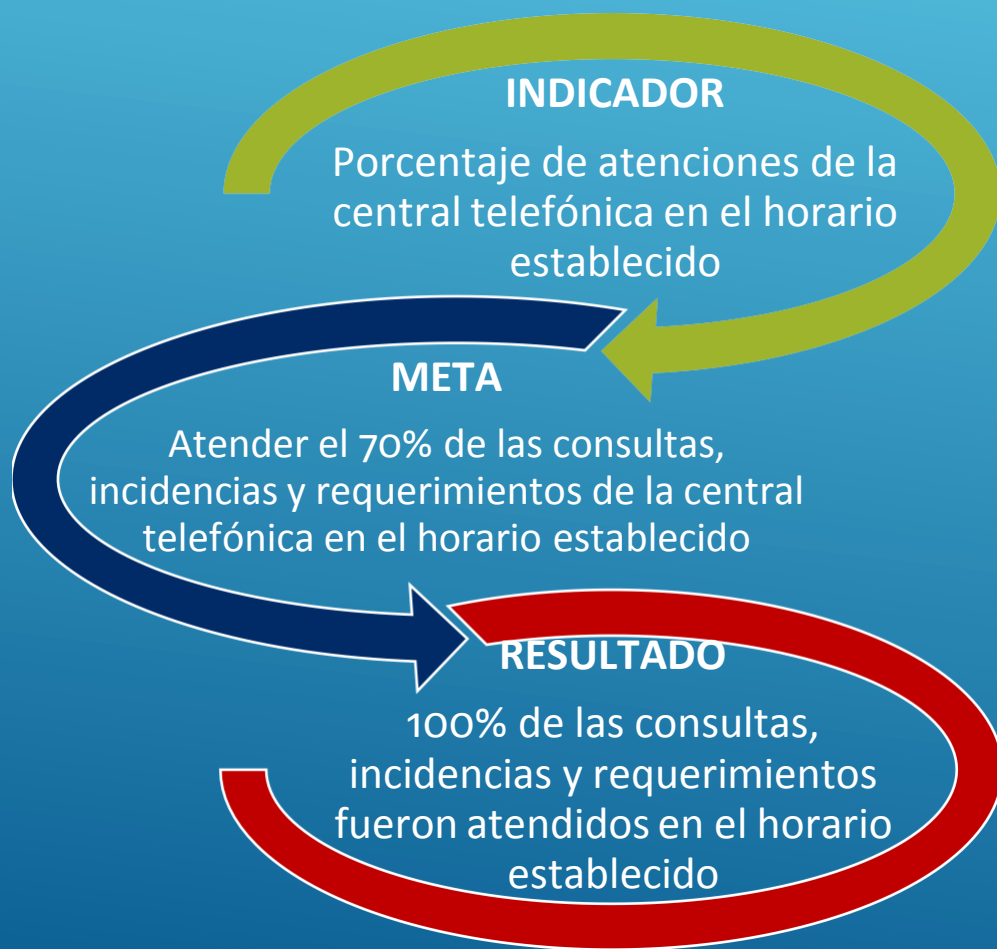 INDICADOR
Porcentaje de atenciones de la
central telefónica en el horario
establecido
META
Atender el 70% de las consultas,
incidencias y requerimientos de la central
telefónica en el horario establecido
RESULTADO
100% de las consultas,
incidencias y requerimientos
fueron atendidos en el horario
establecido